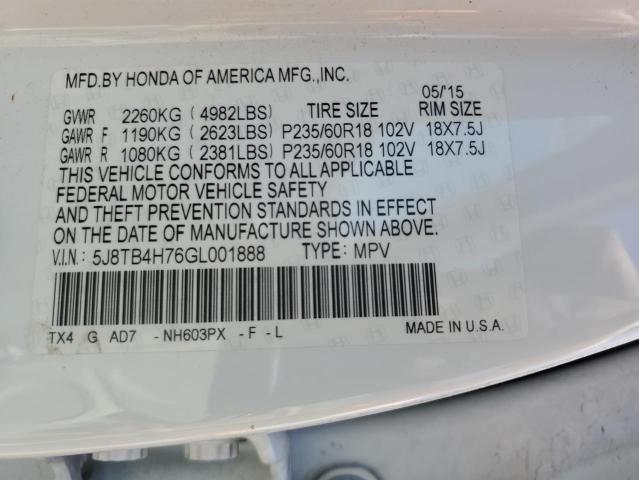 MFD.BY HONDA OF AMERICA MFG.,INC.
05/'15
GVWR 2260KG (4982LBS) TIRE SIZE RIM SIZE
GAWR F 1190KG (2623LBS) P235/60R18 102V 18X7.5J
GAWR R 1080KG (2381LBS) P235/60R18 102V 18X7.5J
THIS VEHICLE CONFORMS TO ALL APPLICABLE
FEDERAL MOTOR VEHICLE SAFETY
AND THEFT PREVENTION STANDARDS IN EFFECT
ON THE DATE OF MANUFACTURE SHOWN ABOVE.
V.I.N.: 5J8TB4H76GL001888 TYPE: MPV
TX4 G AD7 -NH603PX -F -L MADE IN U.S.A.